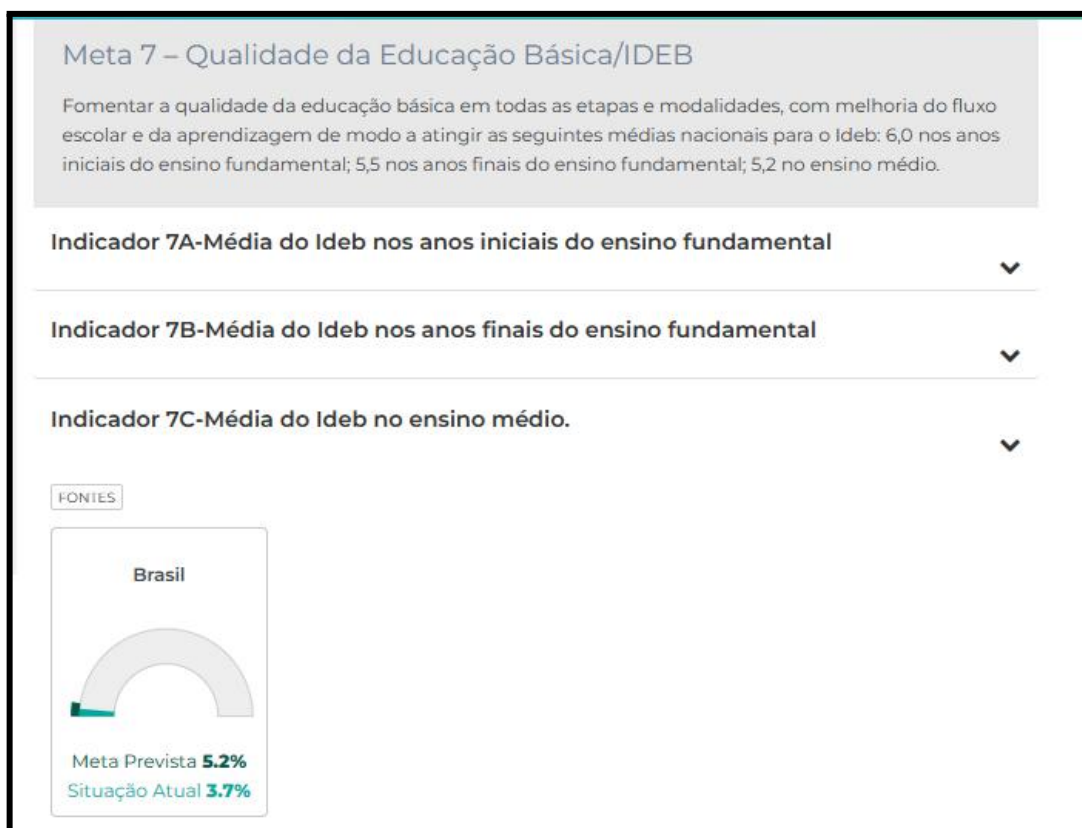 Meta 7 – Qualidade da Educação Básica/IDEB
Fomentar a qualidade da educação básica em todas as etapas e modalidades, com melhoria do fluxo
escolar e da aprendizagem de modo a atingir as seguintes médias nacionais para o Ideb: 6,0 nos anos
iniciais do ensino fundamental; 5,5 nos anos finais do ensino fundamental; 5,2 no ensino médio.
Indicador 7A-Média do Ideb nos anos iniciais do ensino fundamental
Indicador 7B-Média do Ideb nos anos finais do ensino fundamental
Indicador 7C-Média do Ideb no ensino médio.
FONTES
Brasil
Meta Prevista 5.2%
Situação Atual 3.7%